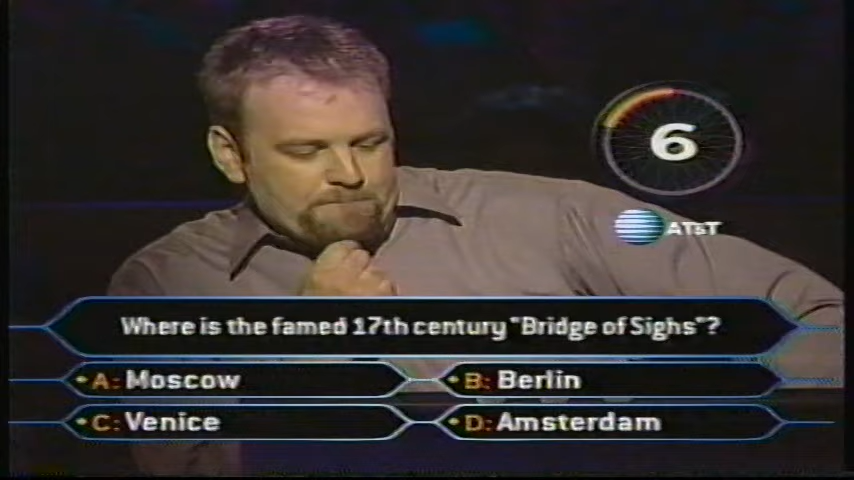 6
AT&T
Where is the famed 17th century "Bridge of Sighs"?
A: Moscow
B: Berlin
C: Venice
D: Amsterdam